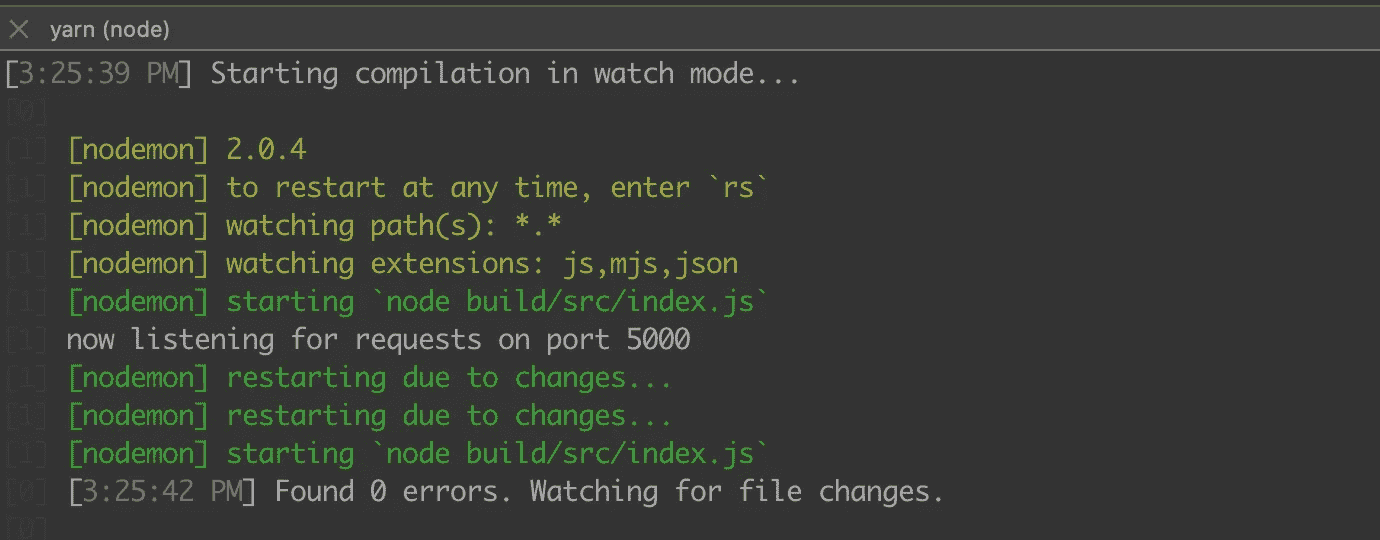 yarn (node)
[3:25:39 PM] Starting compilation in watch mode...
[0]
[1] [nodemon] 2.0.4
[1] [nodemon] to restart at any time, enter `rs`
[1] [nodemon] watching path(s): *.*
[1] [nodemon] watching extensions: js,mjs,json
[1] [nodemon] starting `node build/src/index.js`
[1] now listening for requests on port 5000
[1] [nodemon] restarting due to changes...
[1] [nodemon] restarting due to changes...
[1] [nodemon] starting `node build/src/index.js`
[0] [3:25:42 PM] Found 0 errors. Watching for file changes.
[0]